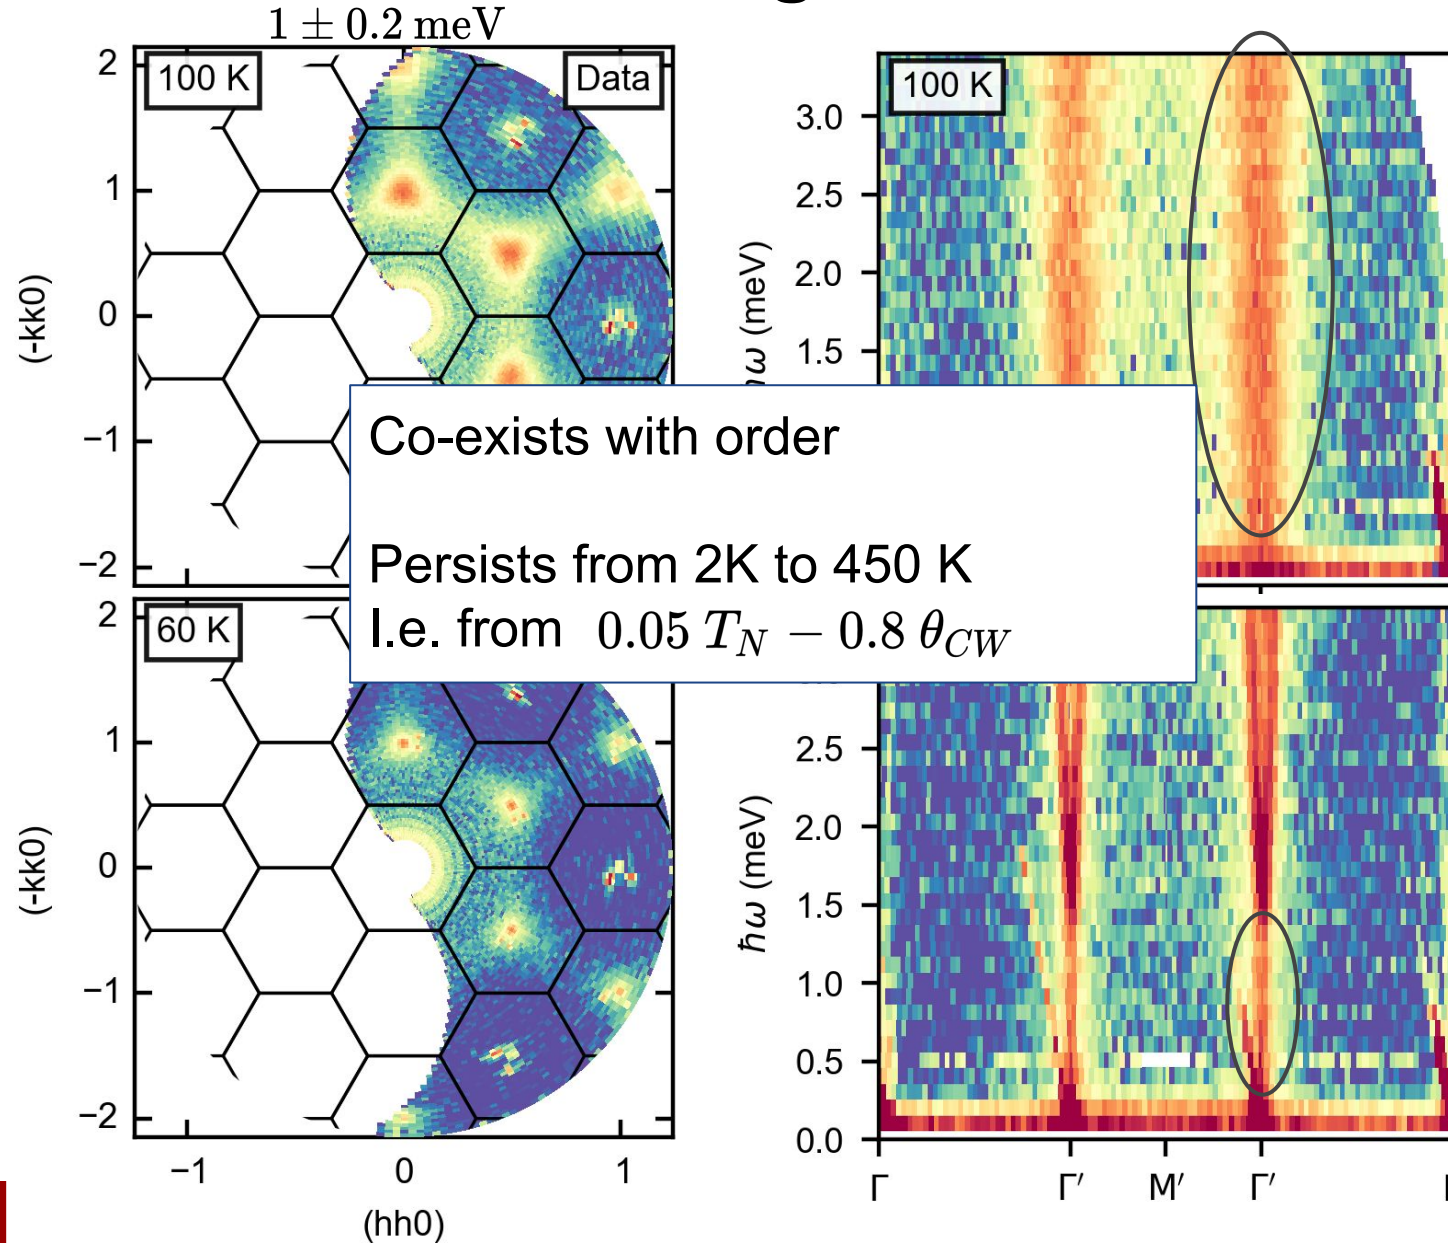 g
1 ± 0.2 meV
100 K
Data
2
1
0
−1
−2
(-kk0)
100 K
3.0
2.5
2.0
1.5
ω (meV)
Co-exists with order
Persists from 2K to 450 K
I.e. from 0.05 T_N − 0.8 θ_CW
60 K
2
1
0
−1
−2
(-kk0)
−1
0
1
(hh0)
2.5
2.0
1.5
1.0
0.5
0.0
ħω (meV)
Γ
Γ′
M′
Γ′